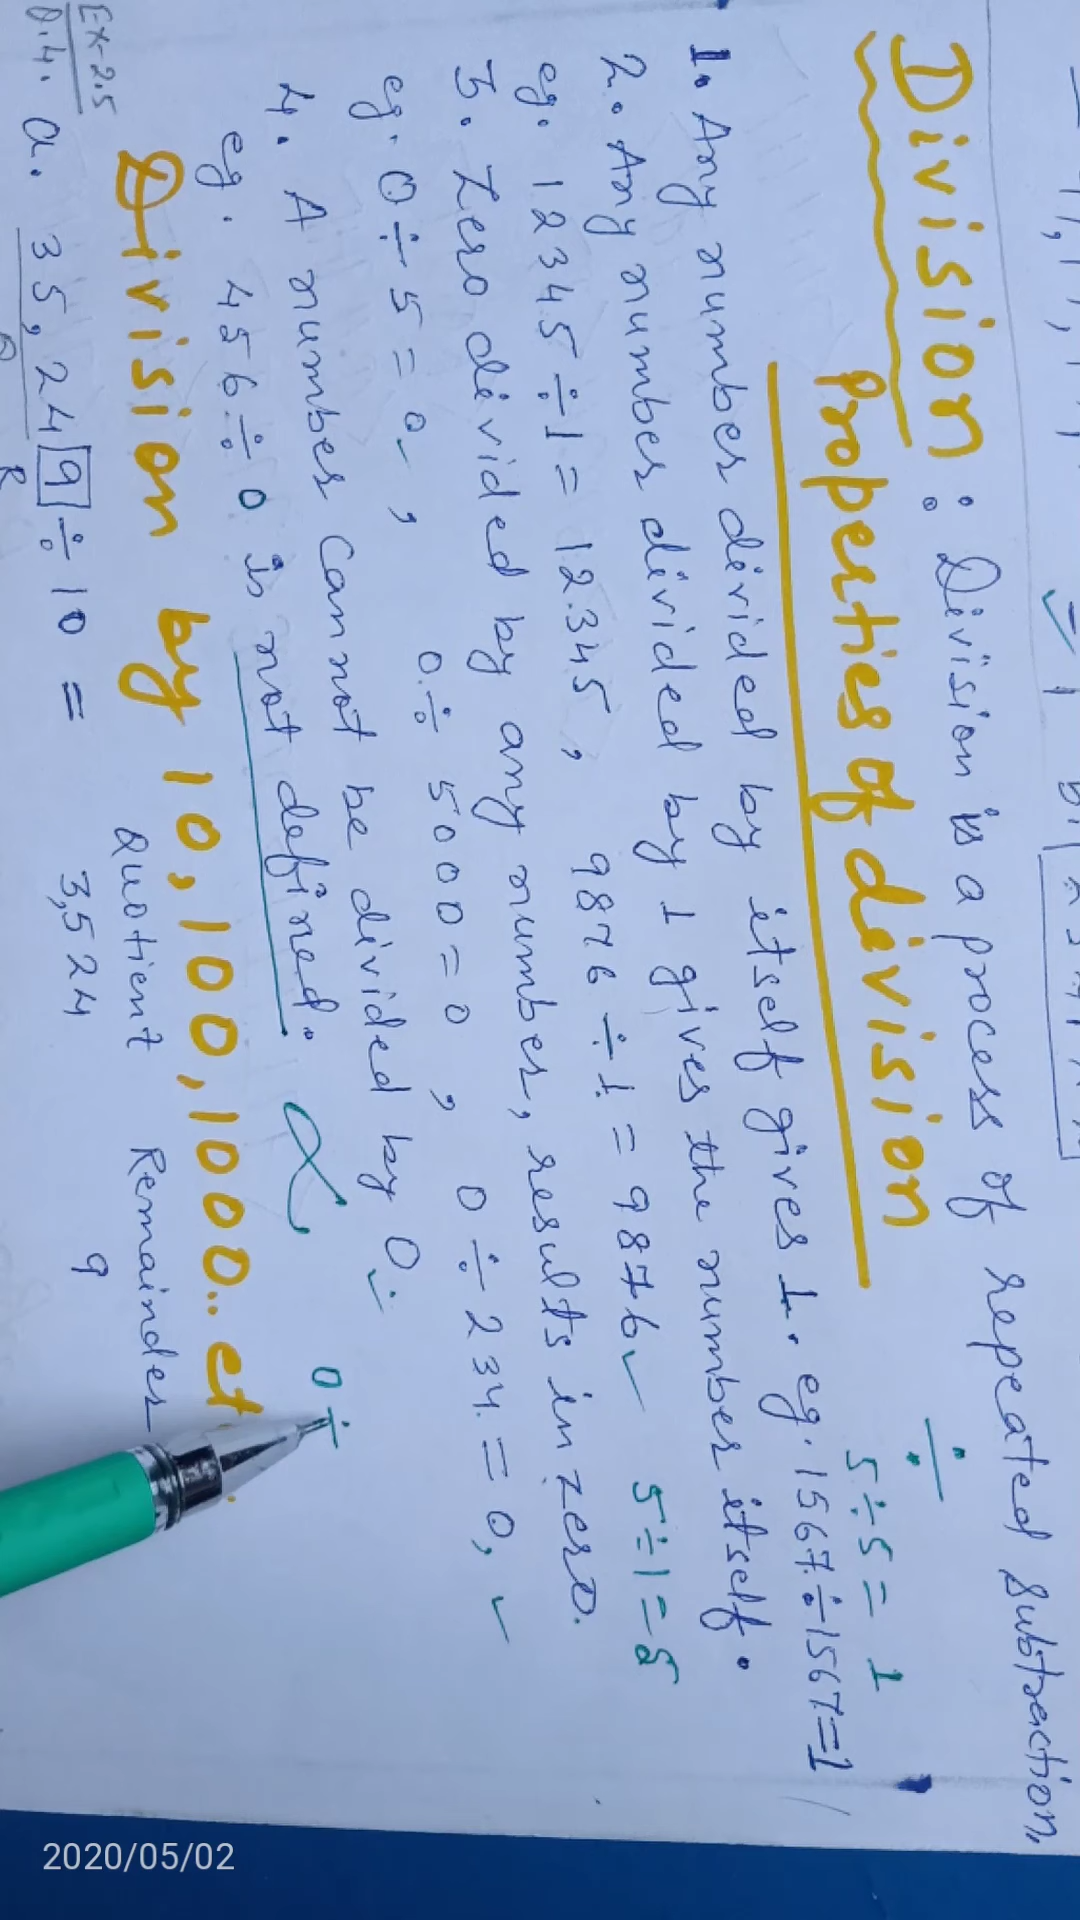 Division : Division is a process of repeated subtraction.
÷
Properties of division
5÷5=1
1. Any number divided by itself gives 1. eg. 1567÷1567=1
2. Any number divided by 1 gives the number itself.
eg. 12345÷1= 12345, 9876÷1=9876 5÷1=5
3. Zero divided by any number, results in zero.
eg. 0÷5=0, 0÷5000=0, 0÷234=0,
4. A number cannot be divided by 0.
eg. 456÷0 is not defined. 0÷
Division by 10,100,1000.. et
Ex-2.5 Quotient Remainder
Q.4. a. 35,249÷10 = 3,524 9
Q R
2020/05/02